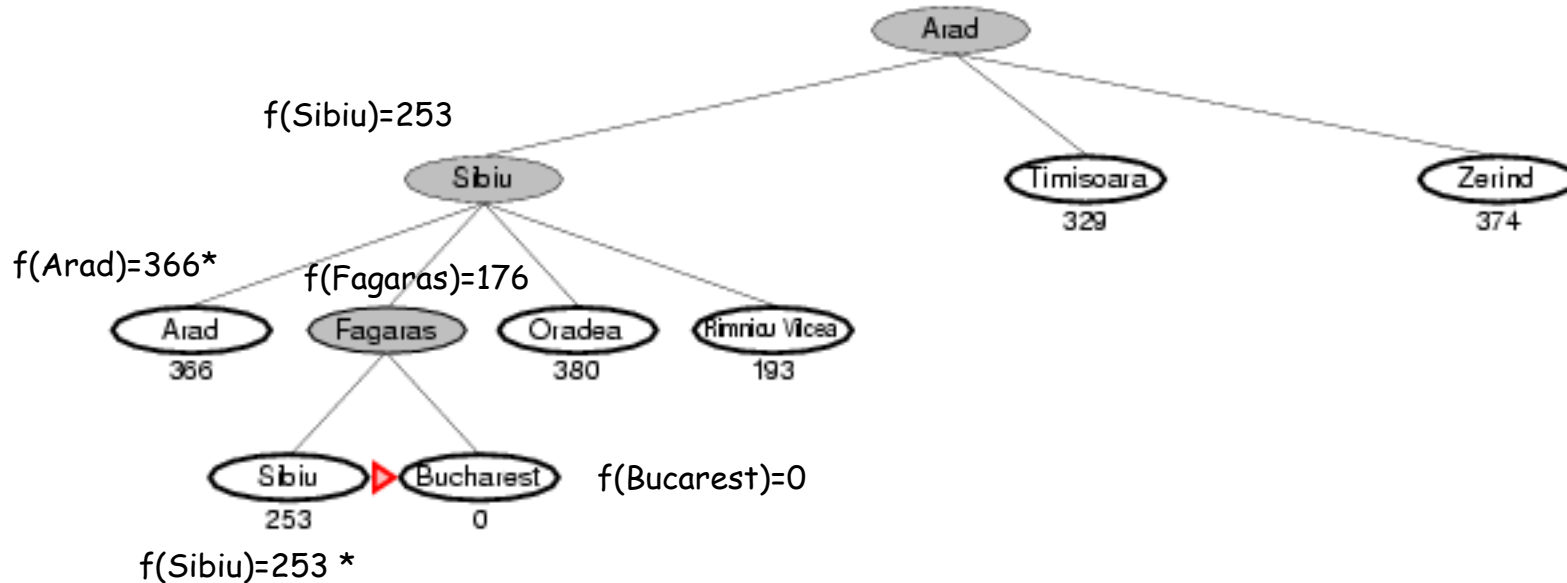 Arad
f(Sibiu)=253
Sibiu
Timisoara
Zerind
329
374
f(Arad)=366*
f(Fagaras)=176
Arad
Fagaras
Oradea
Rimnicu Vilcea
366
380
193
Sibiu
Bucharest
f(Bucarest)=0
253
0
f(Sibiu)=253 *